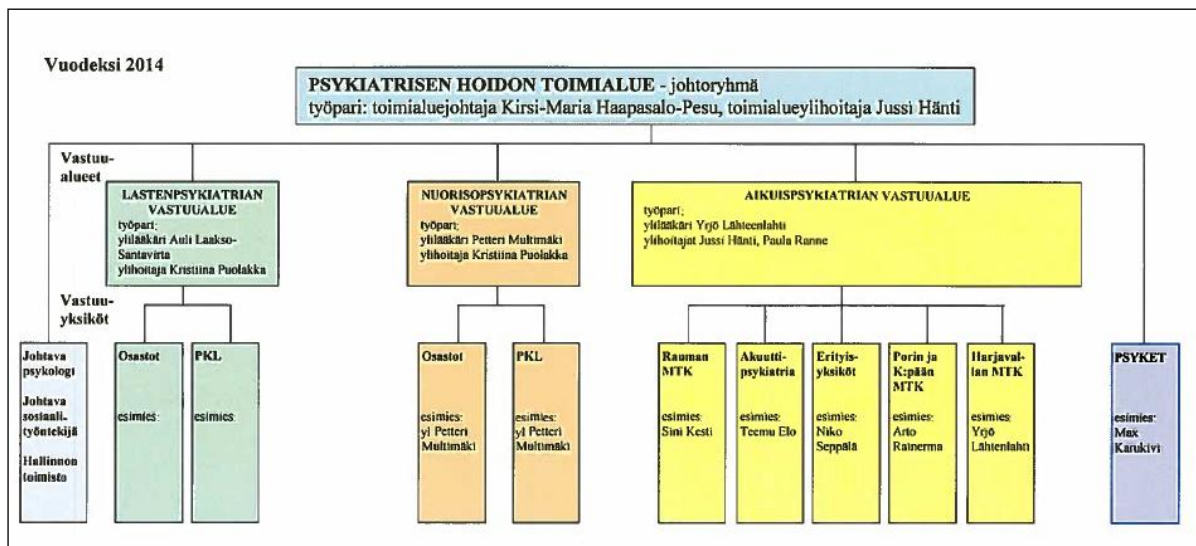 Vuodeksi 2014
PSYKIATRISEN HOIDON TOIMIALUE - johtoryhmä
työpari: toimialuejohtaja Kirsi-Maria Haapasalo-Pesu, toimialueylihoitaja Jussi Hänti
Vastuu-
alueet
LASTENPSYKIATRIAN
VASTUUALUE
työpari:
ylilääkäri Auli Laakso-
Santavirta
ylihoitaja Kristiina Puolakka
NUORISOPSYKIATRIAN
VASTUUALUE
työpari:
ylilääkäri Petteri Multimäki
ylihoitaja Kristiina Puolakka
AIKUISPSYKIATRIAN VASTUUALUE
työpari:
ylilääkäri Yrjö Lähteenlahti
ylihoitajat Jussi Hänti, Paula Ranne
Vastuu-
yksiköt
Johtava
psykologi
Johtava
sosiaali-
työntekijä
Hallinnon
toimisto
Osastot
esimies:
PKL
esimies:
Osastot
esimies:
yl Petteri
Multimäki
PKL
esimies:
yl Petteri
Multimäki
Rauman
MTK
esimies:
Sini Kesti
Akuutti-
psykiatria
esimies:
Teemu Elo
Erityis-
yksiköt
esimies:
Niko
Seppälä
Porin ja
K:pään
MTK
esimies:
Arto
Rainerma
Harjaval-
lan MTK
esimies:
Yrjö
Lähtenlahti
PSYKET
esimies:
Max
Karukivi